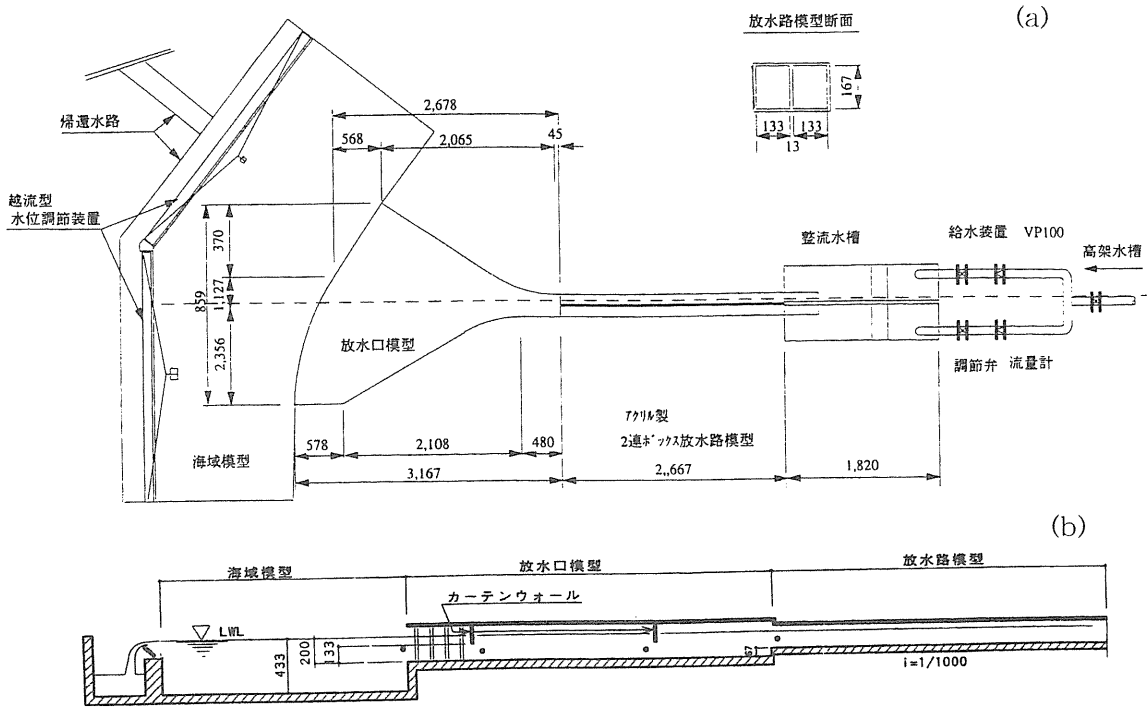 (a)
放水路模型断面
167
133
133
13
2,678
568
2,065
45
帰還水路
越流型
水位調節装置
370
1,127
859
2,356
整流水槽
給水装置 VP100
高架水槽
放水口模型
調節弁 流量計
アクリル製
2連ボックス放水路模型
海域模型
578
2,108
480
3,167
2,,667
1,820
(b)
海域模型
放水口模型
放水路模型
カーテンウォール
LWL
433
200
133
67
i=1/1000